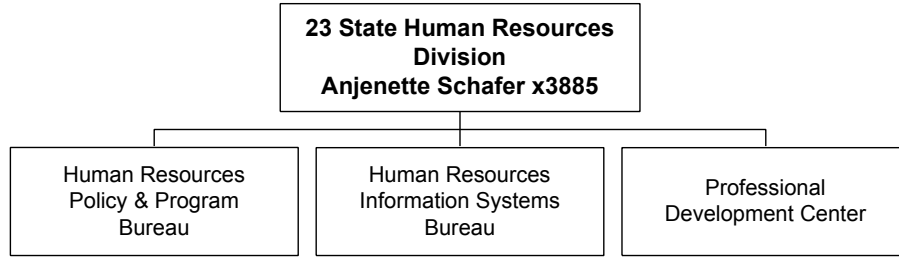 23 State Human Resources
Division
Anjenette Schafer x3885
Human Resources
Policy & Program
Bureau
Human Resources
Information Systems
Bureau
Professional
Development Center